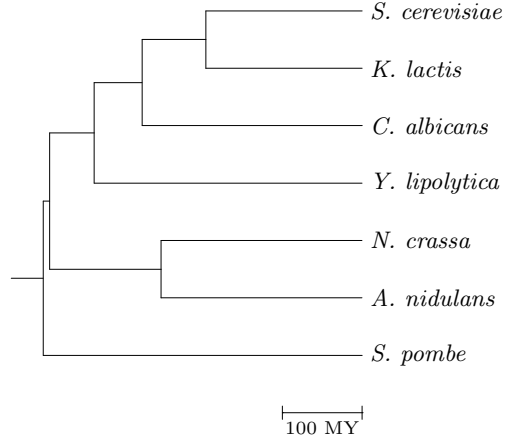 S. cerevisiae
K. lactis
C. albicans
Y. lipolytica
N. crassa
A. nidulans
S. pombe
100 MY